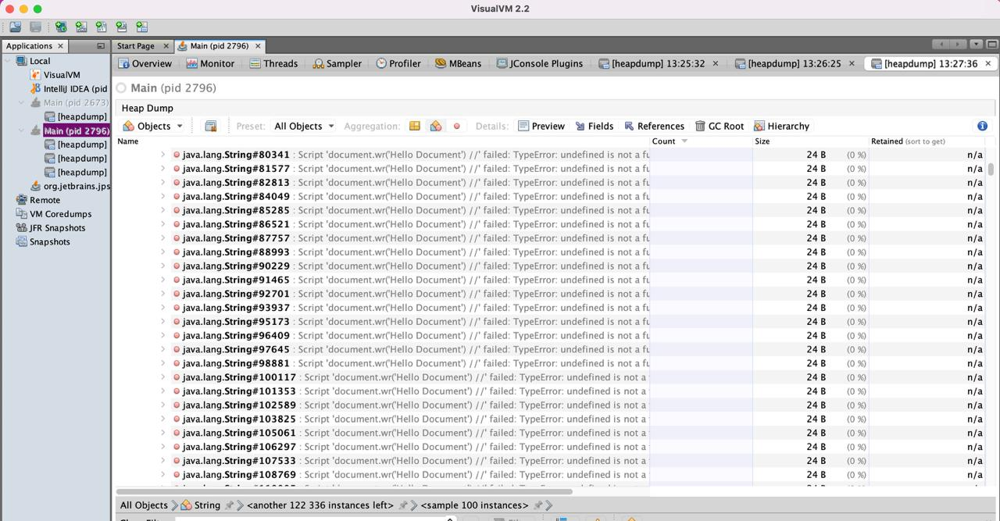 VisualVM 2.2
Applications
Start Page
Main (pid 2796)
Local
VisualVM
IntelliJ IDEA (pid
Main (pid 2673)
[heapdump]
Main (pid 2796)
[heapdump]
[heapdump]
[heapdump]
org.jetbrains.jps
Remote
VM Coredumps
JFR Snapshots
Snapshots
Overview Monitor Threads Sampler Profiler MBeans JConsole Plugins [heapdump] 13:25:32 [heapdump] 13:26:25 [heapdump] 13:27:36
Main (pid 2796)
Heap Dump
Objects Preset: All Objects Aggregation: Details: Preview Fields References GC Root Hierarchy
Name Count Size Retained (sort to get)
java.lang.String#80341 : Script 'document.wr('Hello Document') //' failed: TypeError: undefined is not a fu 24 B (0 %) n/a
java.lang.String#81577 : Script 'document.wr('Hello Document') //' failed: TypeError: undefined is not a fu 24 B (0 %) n/a
java.lang.String#82813 : Script 'document.wr('Hello Document') //' failed: TypeError: undefined is not a fu 24 B (0 %) n/a
java.lang.String#84049 : Script 'document.wr('Hello Document') //' failed: TypeError: undefined is not a fu 24 B (0 %) n/a
java.lang.String#85285 : Script 'document.wr('Hello Document') //' failed: TypeError: undefined is not a fu 24 B (0 %) n/a
java.lang.String#86521 : Script 'document.wr('Hello Document') //' failed: TypeError: undefined is not a fu 24 B (0 %) n/a
java.lang.String#87757 : Script 'document.wr('Hello Document') //' failed: TypeError: undefined is not a fu 24 B (0 %) n/a
java.lang.String#88993 : Script 'document.wr('Hello Document') //' failed: TypeError: undefined is not a fu 24 B (0 %) n/a
java.lang.String#90229 : Script 'document.wr('Hello Document') //' failed: TypeError: undefined is not a fu 24 B (0 %) n/a
java.lang.String#91465 : Script 'document.wr('Hello Document') //' failed: TypeError: undefined is not a fu 24 B (0 %) n/a
java.lang.String#92701 : Script 'document.wr('Hello Document') //' failed: TypeError: undefined is not a fu 24 B (0 %) n/a
java.lang.String#93937 : Script 'document.wr('Hello Document') //' failed: TypeError: undefined is not a fu 24 B (0 %) n/a
java.lang.String#95173 : Script 'document.wr('Hello Document') //' failed: TypeError: undefined is not a fu 24 B (0 %) n/a
java.lang.String#96409 : Script 'document.wr('Hello Document') //' failed: TypeError: undefined is not a fu 24 B (0 %) n/a
java.lang.String#97645 : Script 'document.wr('Hello Document') //' failed: TypeError: undefined is not a fu 24 B (0 %) n/a
java.lang.String#98881 : Script 'document.wr('Hello Document') //' failed: TypeError: undefined is not a fu 24 B (0 %) n/a
java.lang.String#100117 : Script 'document.wr('Hello Document') //' failed: TypeError: undefined is not a 24 B (0 %) n/a
java.lang.String#101353 : Script 'document.wr('Hello Document') //' failed: TypeError: undefined is not a 24 B (0 %) n/a
java.lang.String#102589 : Script 'document.wr('Hello Document') //' failed: TypeError: undefined is not a 24 B (0 %) n/a
java.lang.String#103825 : Script 'document.wr('Hello Document') //' failed: TypeError: undefined is not a 24 B (0 %) n/a
java.lang.String#105061 : Script 'document.wr('Hello Document') //' failed: TypeError: undefined is not a 24 B (0 %) n/a
java.lang.String#106297 : Script 'document.wr('Hello Document') //' failed: TypeError: undefined is not a 24 B (0 %) n/a
java.lang.String#107533 : Script 'document.wr('Hello Document') //' failed: TypeError: undefined is not a 24 B (0 %) n/a
java.lang.String#108769 : Script 'document.wr('Hello Document') //' failed: TypeError: undefined is not a 24 B (0 %) n/a
All Objects String <another 122 336 instances left> <sample 100 instances>